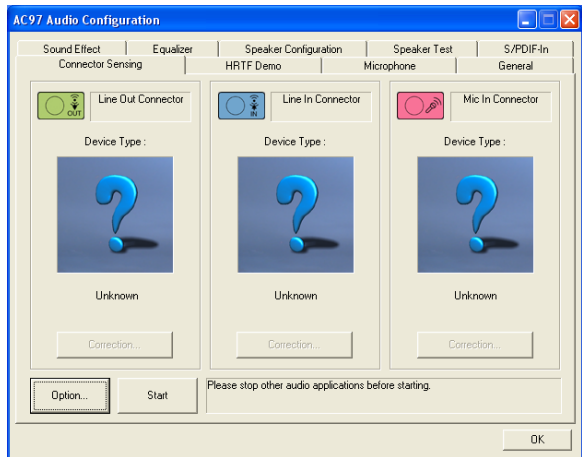 AC97 Audio Configuration
Sound Effect
Equalizer
Speaker Configuration
Speaker Test
S/PDIF-In
Connector Sensing
HRTF Demo
Microphone
General
OUT
Line Out Connector
IN
Line In Connector
Mic In Connector
Device Type :
Device Type :
Device Type :
Unknown
Unknown
Unknown
Correction...
Correction...
Correction...
Option...
Start
Please stop other audio applications before starting.
OK